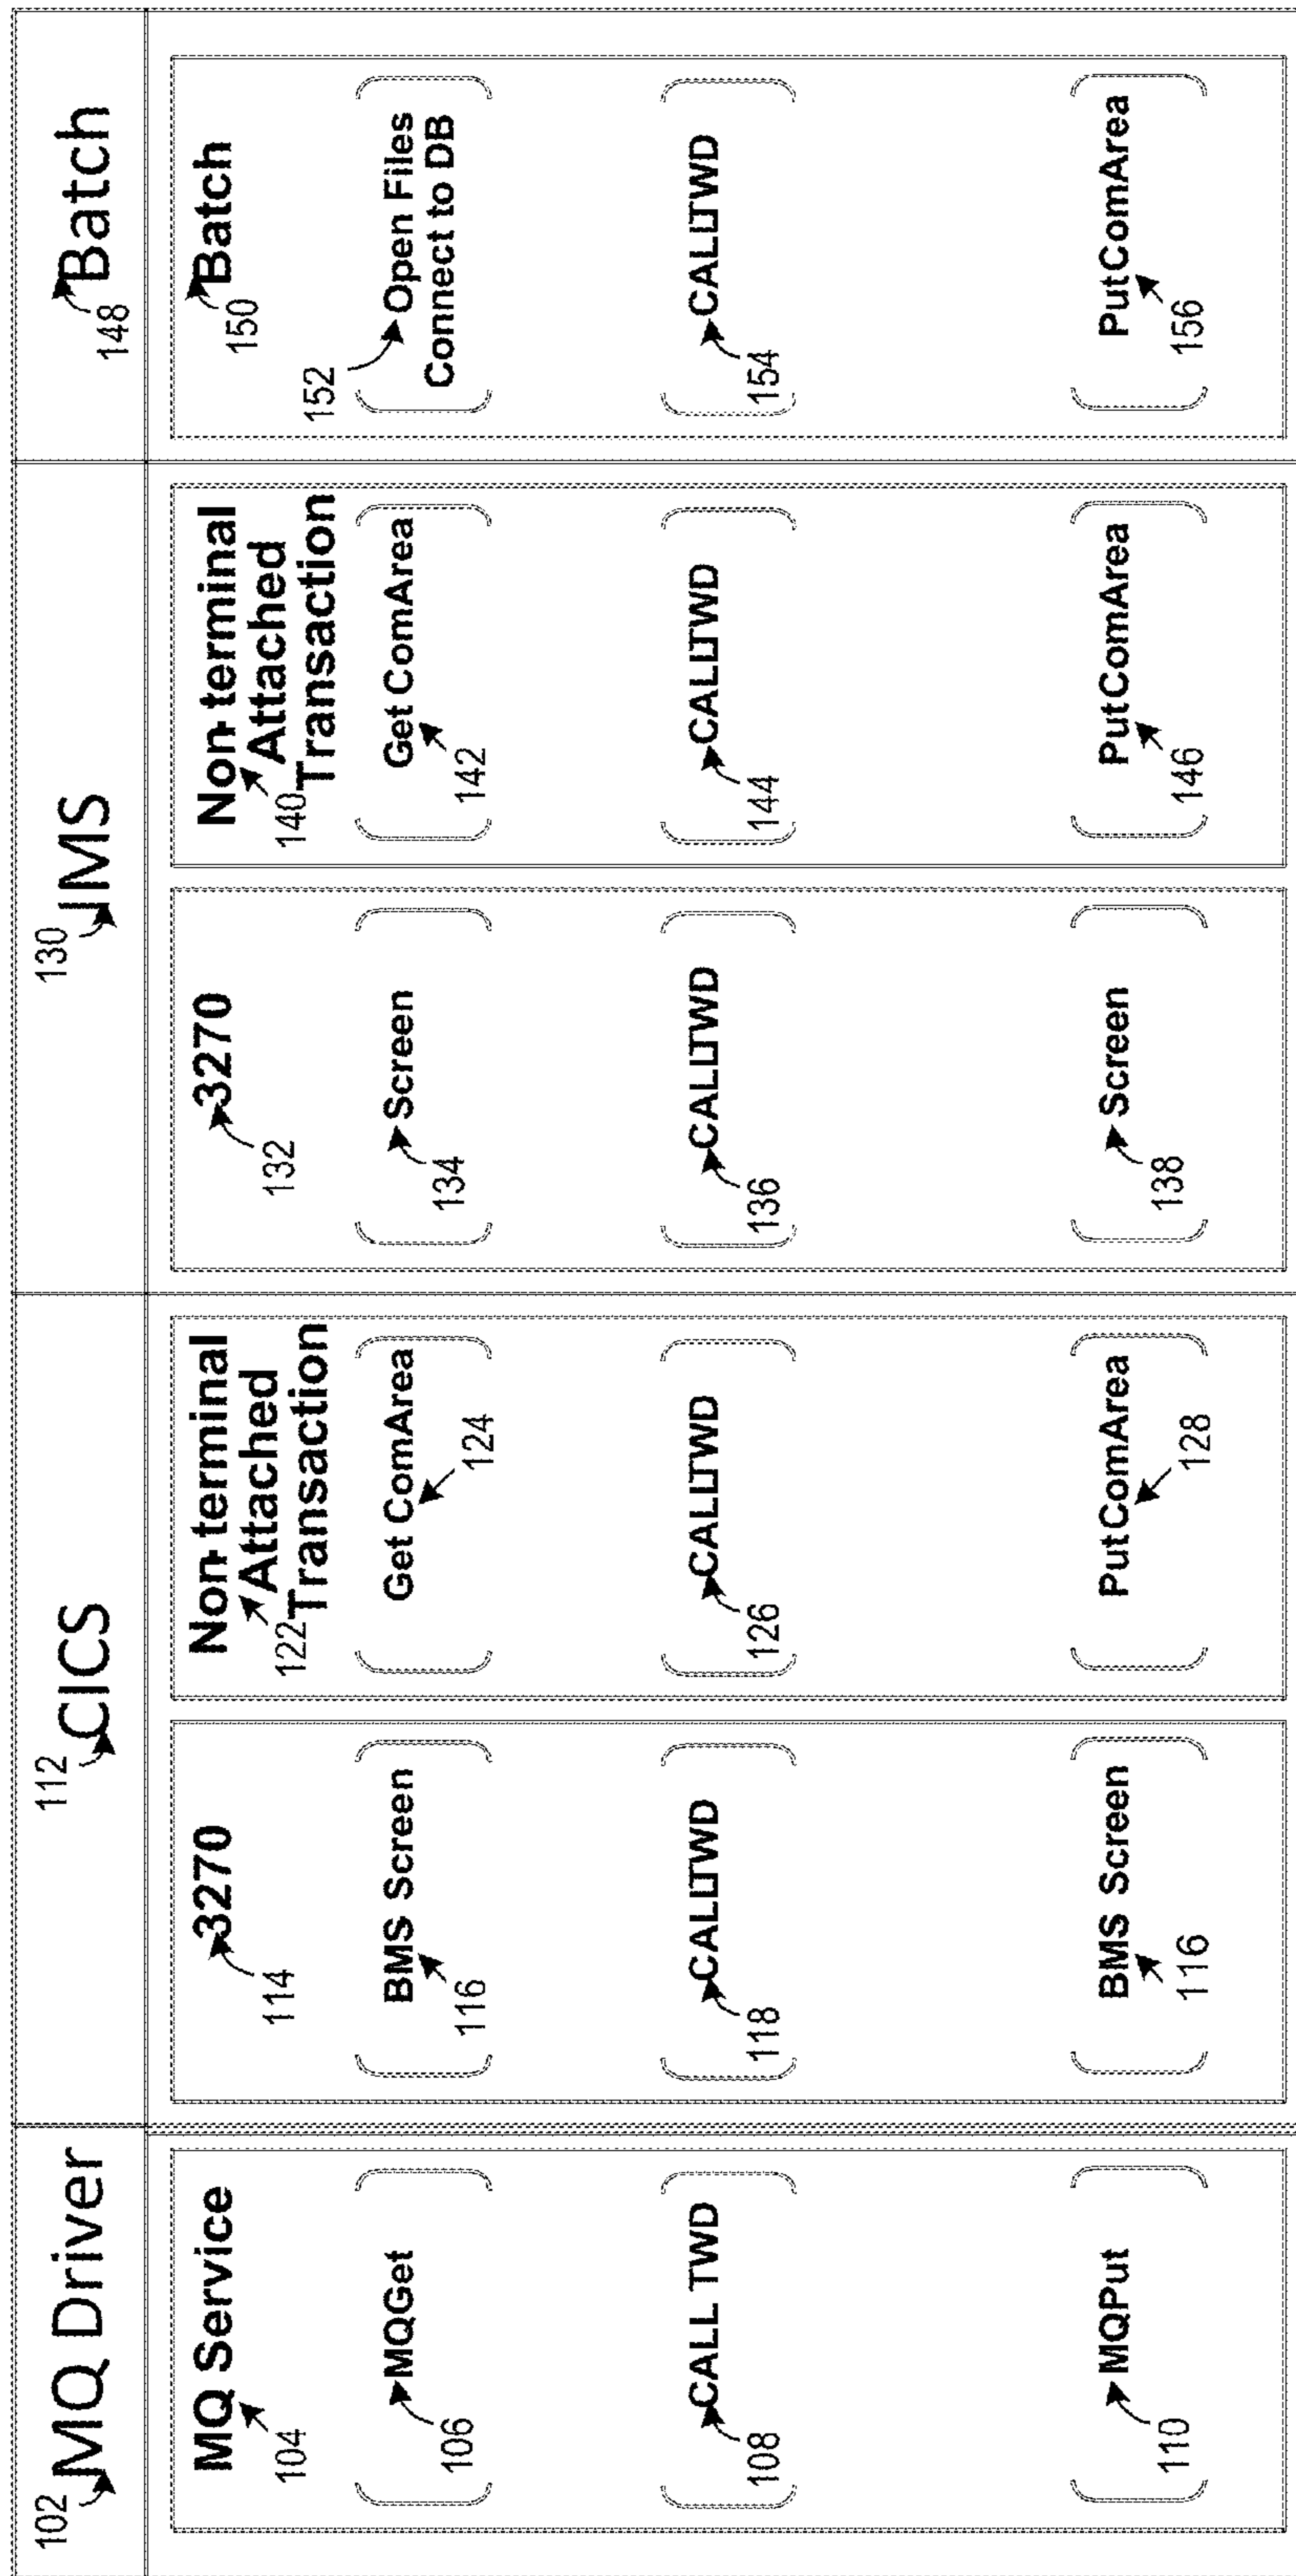 102
MQ Driver
MQ Service
104
MQGet
106
CALL TWD
108
MQPut
110
112
CICS
3270
114
BMS Screen
116
CALLTWD
118
BMS Screen
116
Non-terminal
Attached
122
Transaction
Get ComArea
124
CALLTWD
126
PutComArea
128
130
IMS
3270
132
Screen
134
CALLTWD
136
Screen
138
Non-terminal
Attached
140
Transaction
Get ComArea
142
CALLTWD
144
PutComArea
146
Batch
148
Batch
150
152
Open Files
Connect to DB
CALLTWD
154
PutComArea
156